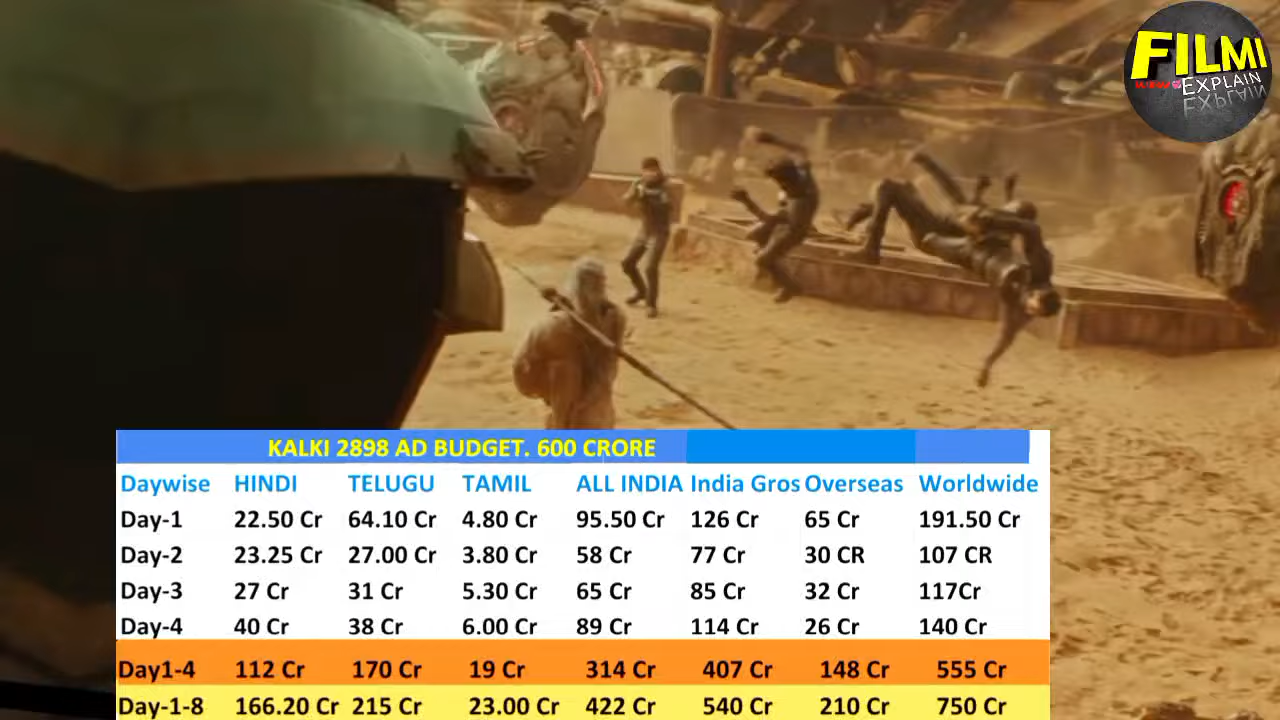 FILMI
EXPLAIN
KALKI 2898 AD BUDGET. 600 CRORE
Daywise HINDI TELUGU TAMIL ALL INDIA India Gros Overseas Worldwide
Day-1 22.50 Cr 64.10 Cr 4.80 Cr 95.50 Cr 126 Cr 65 Cr 191.50 Cr
Day-2 23.25 Cr 27.00 Cr 3.80 Cr 58 Cr 77 Cr 30 CR 107 CR
Day-3 27 Cr 31 Cr 5.30 Cr 65 Cr 85 Cr 32 Cr 117Cr
Day-4 40 Cr 38 Cr 6.00 Cr 89 Cr 114 Cr 26 Cr 140 Cr
Day1-4 112 Cr 170 Cr 19 Cr 314 Cr 407 Cr 148 Cr 555 Cr
Day-1-8 166.20 Cr 215 Cr 23.00 Cr 422 Cr 540 Cr 210 Cr 750 Cr